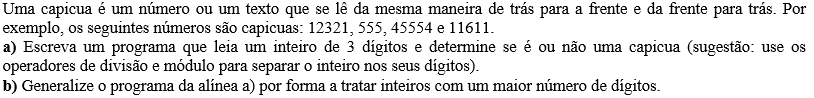 Uma capicua é um número ou um texto que se lê da mesma maneira de trás para a frente e da frente para trás. Por
exemplo, os seguintes números são capicuas: 12321, 555, 45554 e 11611.
a) Escreva um programa que leia um inteiro de 3 dígitos e determine se é ou não uma capicua (sugestão: use os
operadores de divisão e módulo para separar o inteiro nos seus dígitos).
b) Generalize o programa da alínea a) por forma a tratar inteiros com um maior número de dígitos.